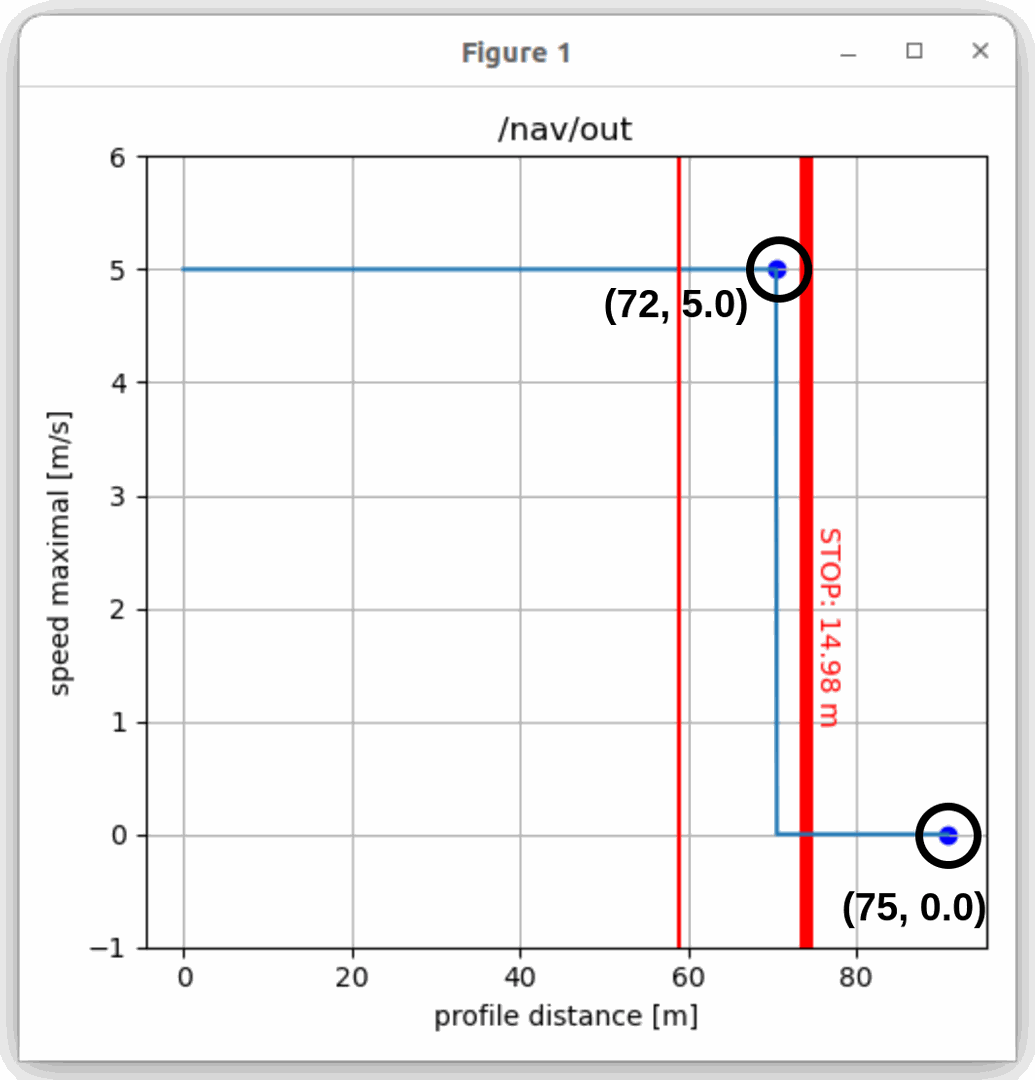 Figure 1
/nav/out
6
5
(72, 5.0)
4
3
2
1
0
−1
speed maximal [m/s]
STOP: 14.98 m
(75, 0.0)
0 20 40 60 80
profile distance [m]